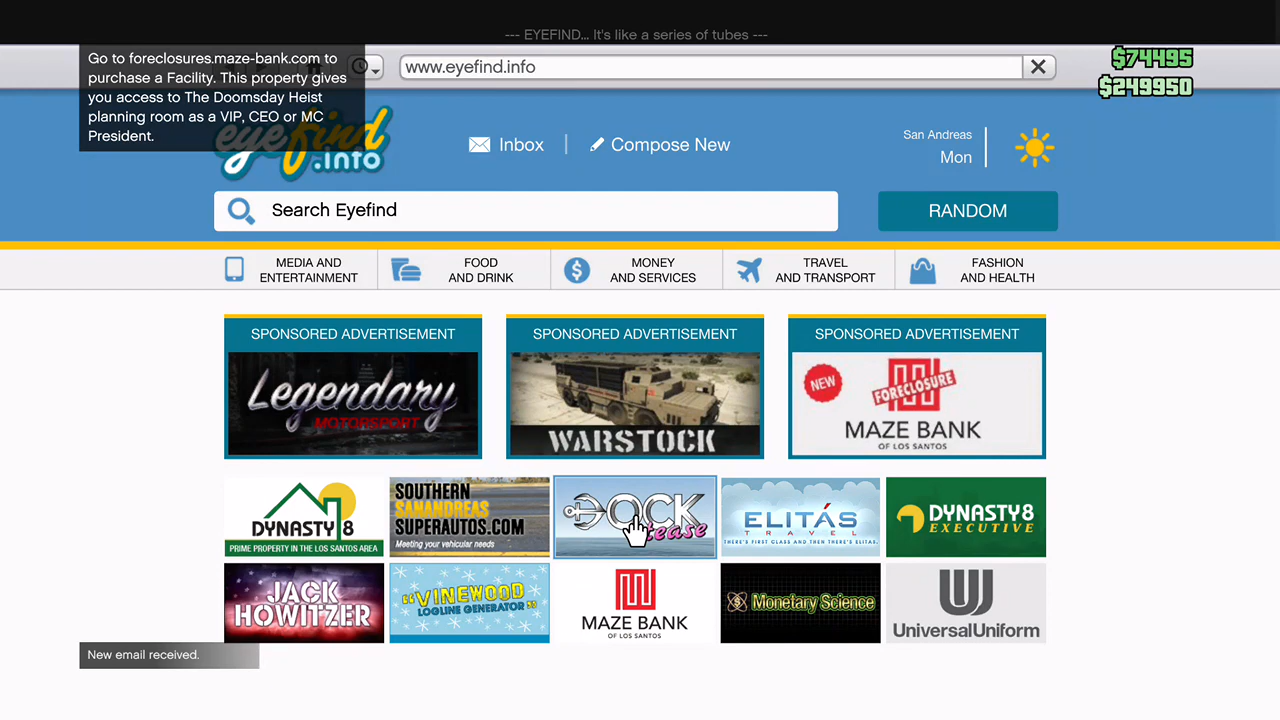 --- EYEFIND... It's like a series of tubes ---
Go to foreclosures.maze-bank.com to
purchase a Facility. This property gives
you access to The Doomsday Heist
planning room as a VIP, CEO or MC
President.
www.eyefind.info
$74495
$249950
eyefind
.info
Inbox
Compose New
San Andreas
Mon
Search Eyefind
RANDOM
MEDIA AND
ENTERTAINMENT
FOOD
AND DRINK
MONEY
AND SERVICES
TRAVEL
AND TRANSPORT
FASHION
AND HEALTH
SPONSORED ADVERTISEMENT
Legendary
MOTORSPORT
SPONSORED ADVERTISEMENT
WARSTOCK
SPONSORED ADVERTISEMENT
NEW
FORECLOSURE
MAZE BANK
OF LOS SANTOS
DYNASTY 8
PRIME PROPERTY IN THE LOS SANTOS AREA
SOUTHERN
SANANDREAS
SUPERAUTOS.COM
Meeting your vehicular needs
DOCK
tease
ELITÁS
TRAVEL
THERE'S FIRST CLASS AND THEN THERE'S ELITAS.
DYNASTY 8
EXECUTIVE
JACK
HOWITZER
"VINEWOOD
LOGLINE GENERATOR"
MAZE BANK
OF LOS SANTOS
Monetary Science
UniversalUniform
New email received.